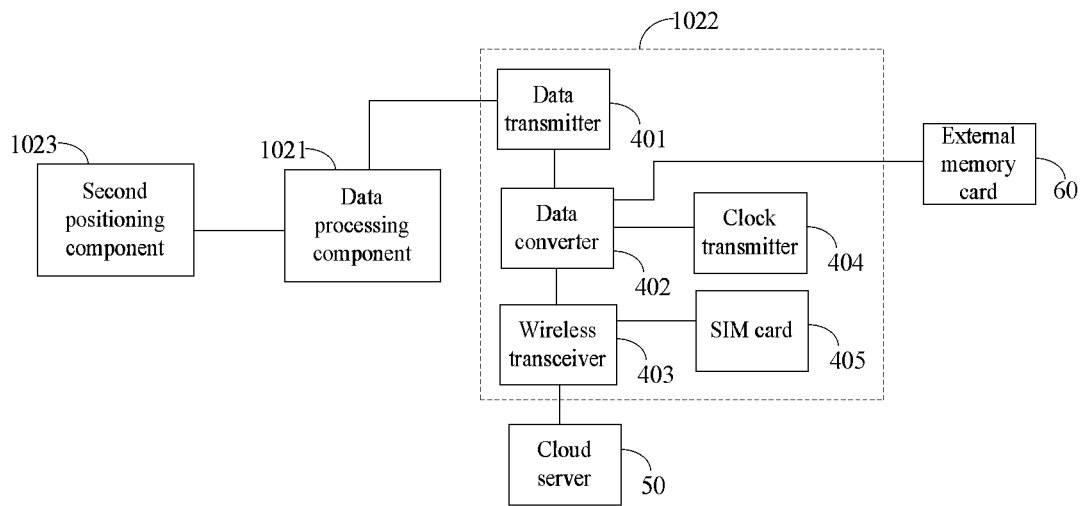 1022
Data
transmitter
401
1023
Second
positioning
component
1021
Data
processing
component
External
memory
card
60
Data
converter
402
Clock
transmitter
404
Wireless
transceiver
403
SIM card
405
Cloud
server
50